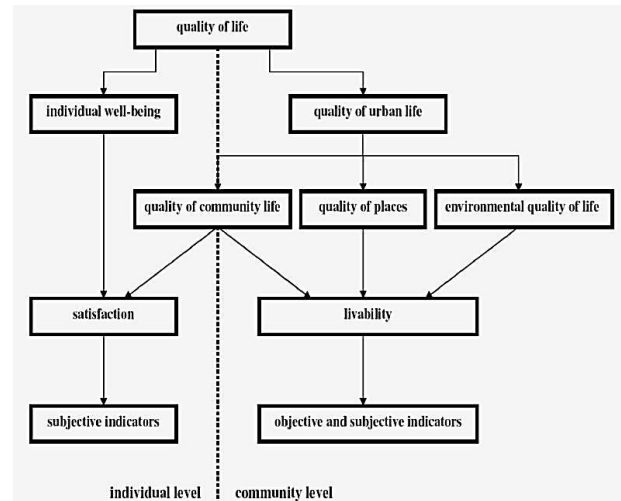 quality of life
individual well-being
quality of urban life
quality of community life
quality of places
environmental quality of life
satisfaction
livability
subjective indicators
objective and subjective indicators
individual level
community level